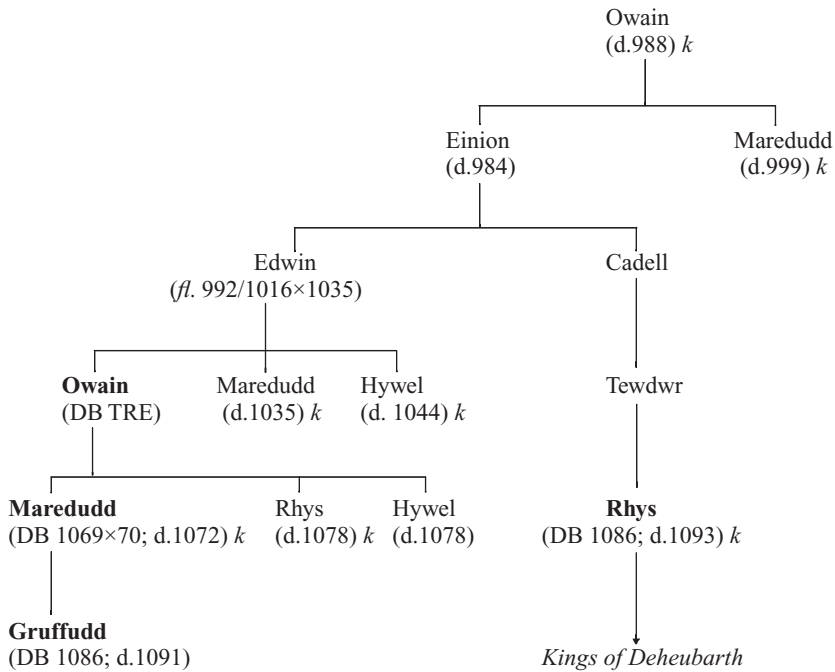 Owain
(d.988) k
Einion
(d.984)
Maredudd
(d.999) k
Edwin
(fl. 992/1016×1035)
Cadell
Owain
(DB TRE)
Maredudd
(d.1035) k
Hywel
(d. 1044) k
Tewdwr
Maredudd
(DB 1069×70; d.1072) k
Rhys
(d.1078) k
Hywel
(d.1078)
Rhys
(DB 1086; d.1093) k
Gruffudd
(DB 1086; d.1091)
Kings of Deheubarth